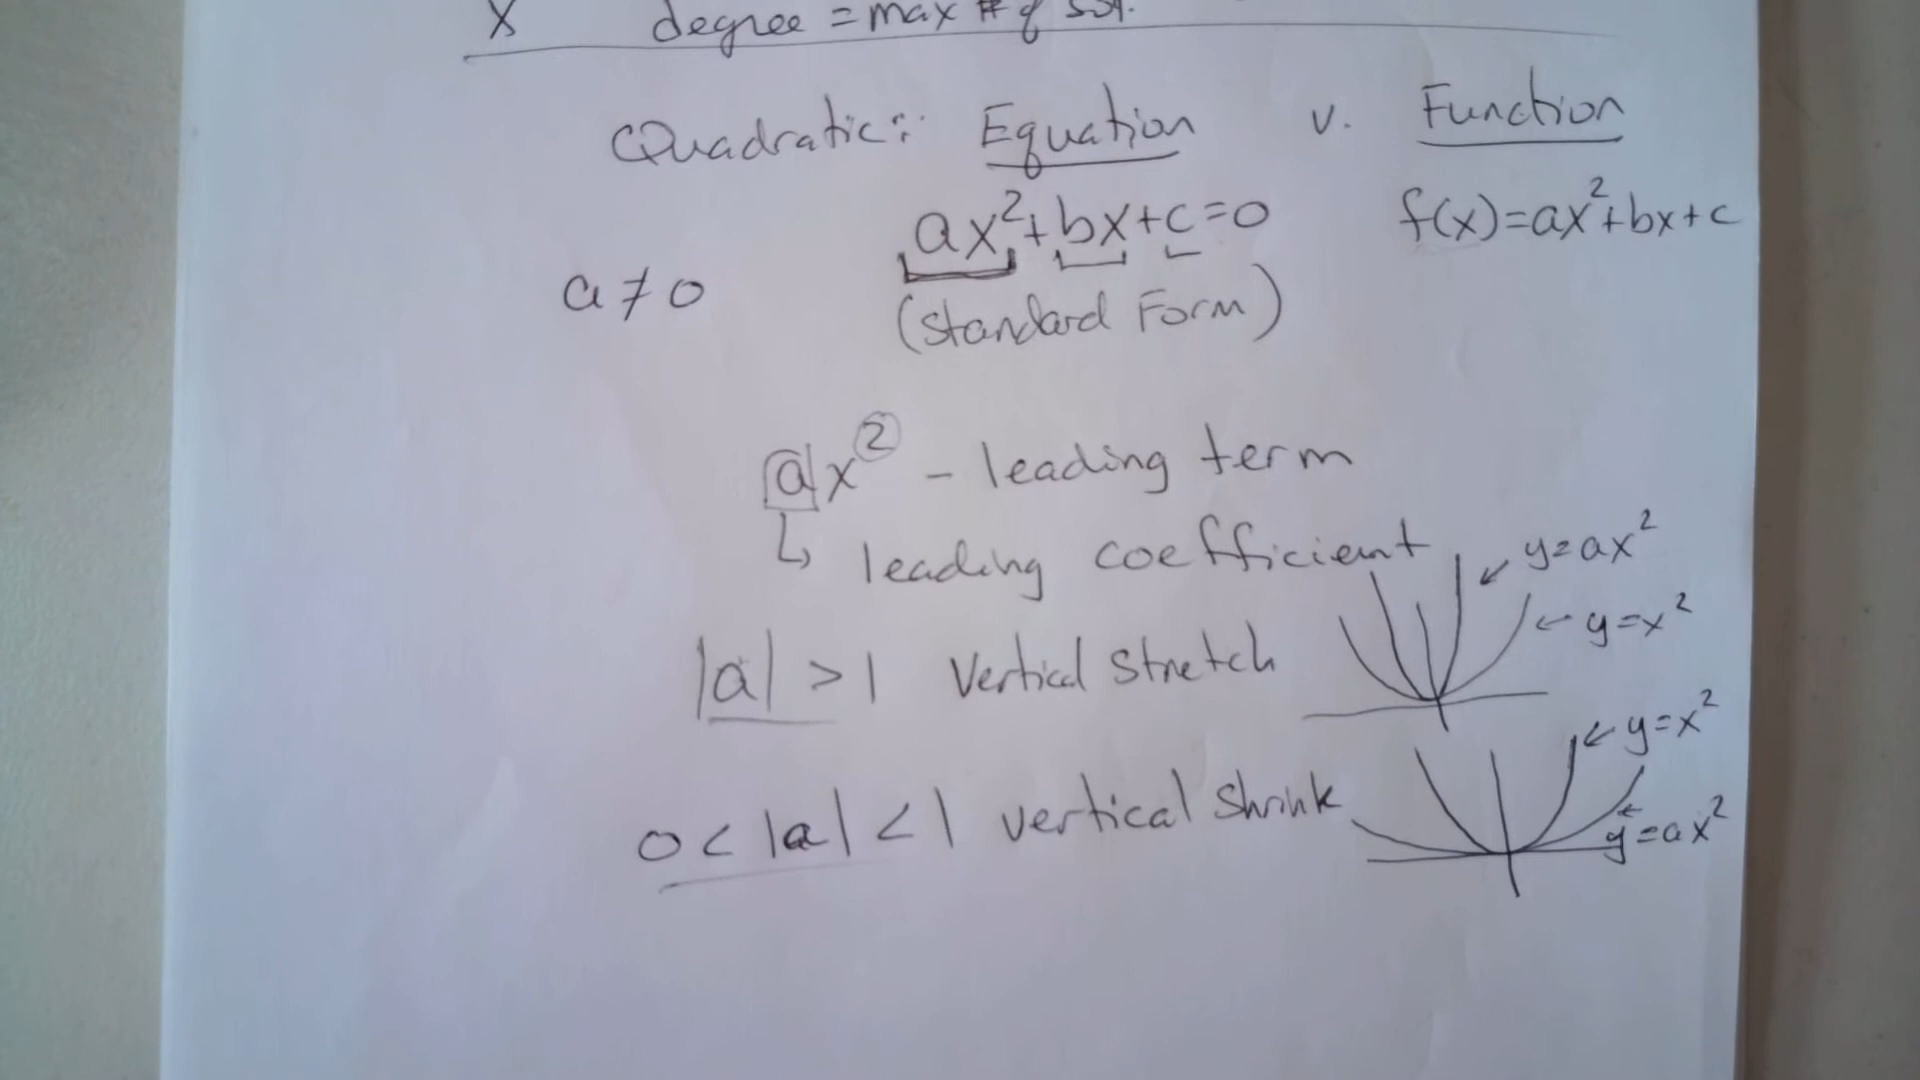 X degree = max # of sol.
Quadratic: Equation v. Function
ax²+bx+c=0 f(x)=ax²+bx+c
a ≠ 0
(Standard Form)
ax² - leading term
↳ leading coefficient
y=ax²
y=x²
|a| > 1 Vertical Stretch
y=x²
0 < |a| < 1 vertical shrink
y=ax²